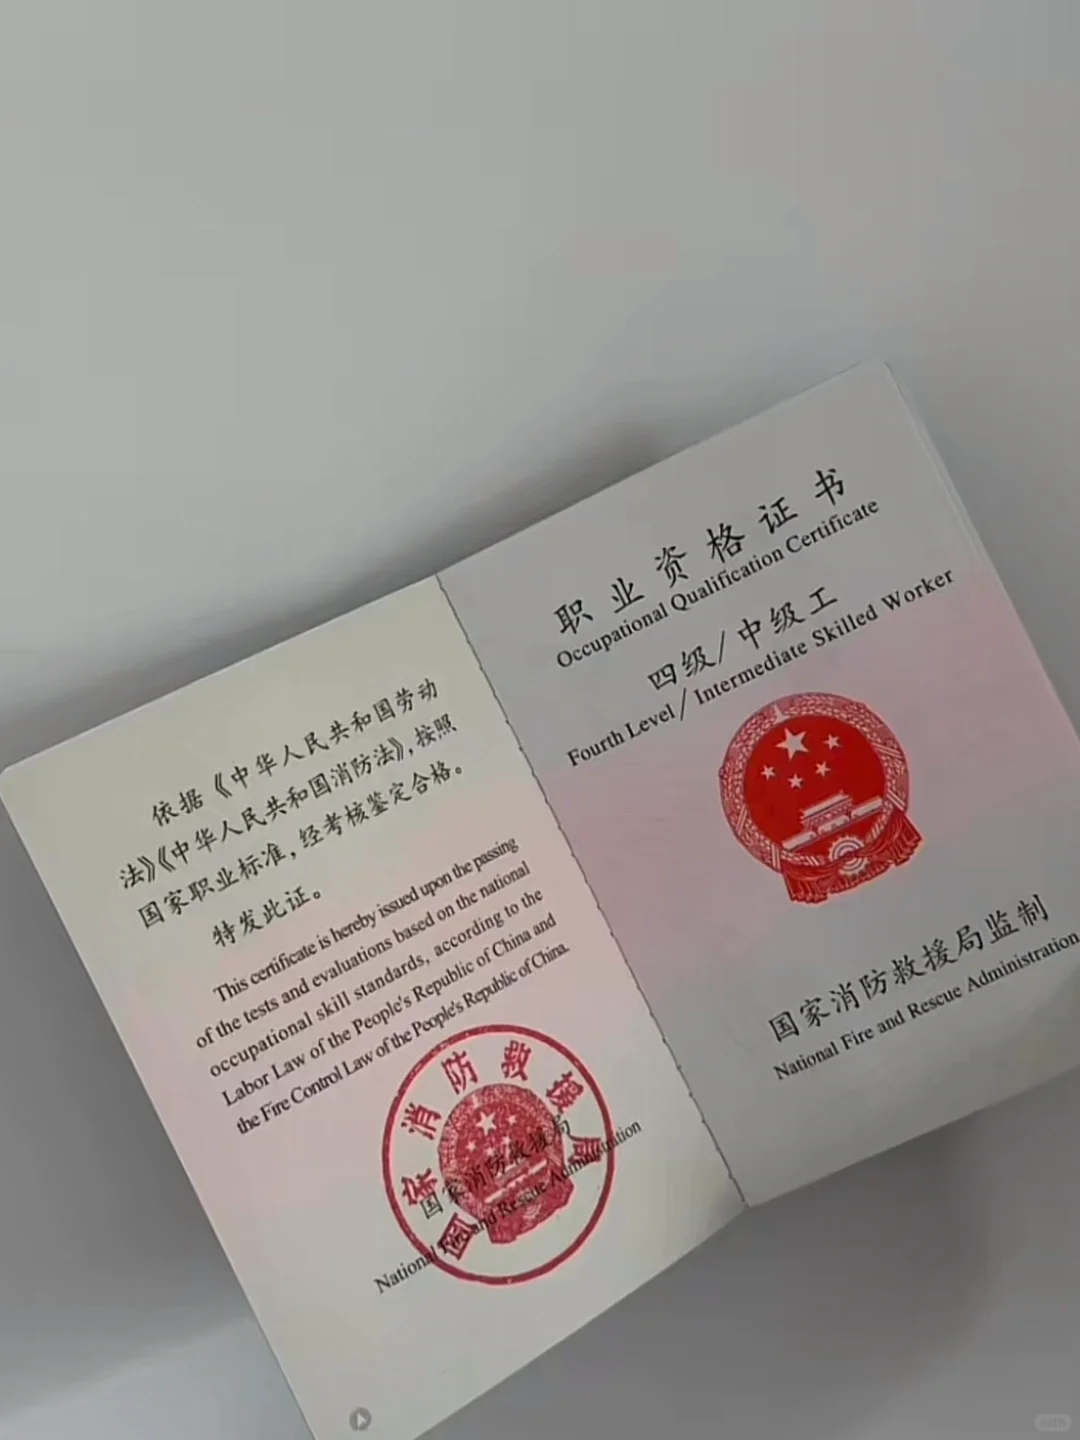 依据《中华人民共和国劳动
法》《中华人民共和国消防法》，按照
国家职业标准，经考核鉴定合格。
特发此证。
This certificate is hereby issued upon the passing
of the tests and evaluations based on the national
occupational skill standards, according to the
Labor Law of the People's Republic of China and
the Fire Control Law of the People's Republic of China.
国家消防救援局
国家消防救援局
National Fire and Rescue Administration
职业资格证书
Occupational Qualification Certificate
四级/中级工
Fourth Level/Intermediate Skilled Worker
国家消防救援局监制
National Fire and Rescue Administration